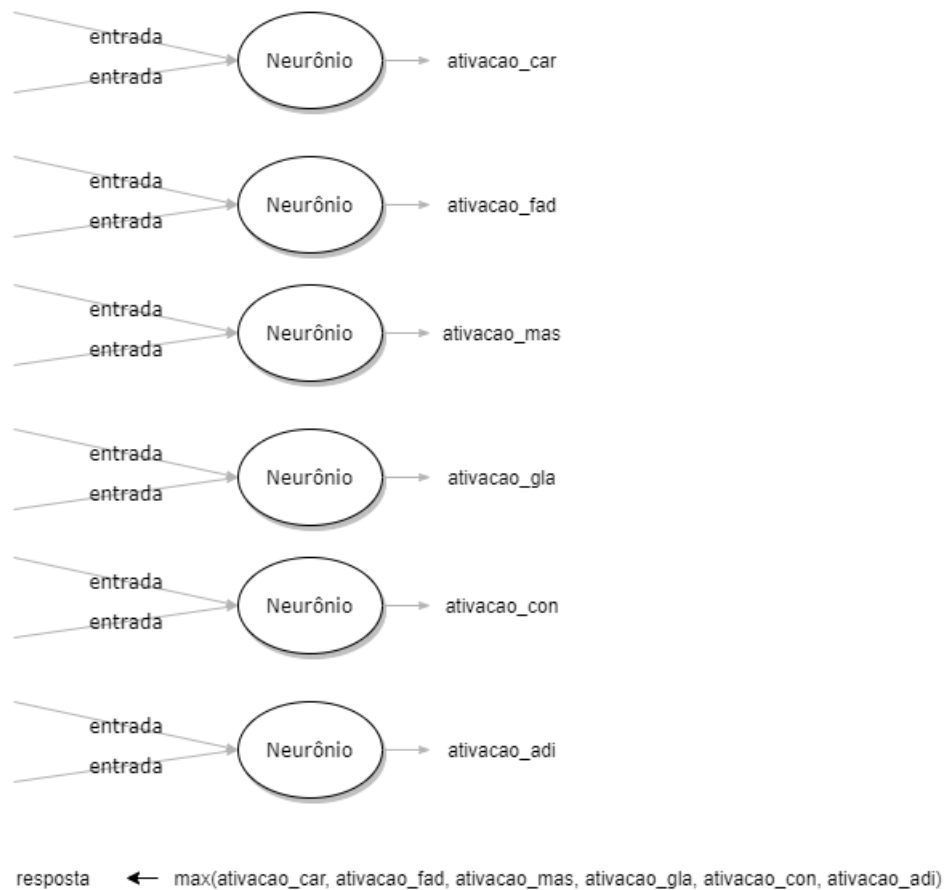 entrada
Neurônio ativacao_car
entrada
entrada
Neurônio ativacao_fad
entrada
entrada
Neurônio ativacao_mas
entrada
entrada
Neurônio ativacao_gla
entrada
entrada
Neurônio ativacao_con
entrada
entrada
Neurônio ativacao_adi
entrada
resposta ← max(ativacao_car, ativacao_fad, ativacao_mas, ativacao_gla, ativacao_con, ativacao_adi)